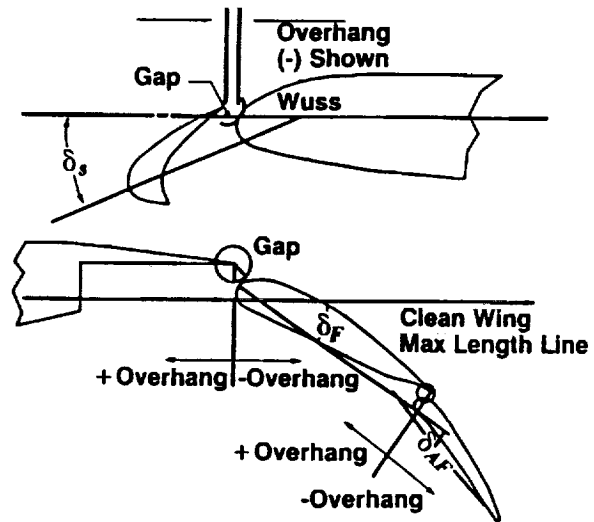 Overhang
(-) Shown
Gap
Wuss
δs
Gap
δF
Clean Wing
Max Length Line
+ Overhang
-Overhang
δAF
+ Overhang
-Overhang